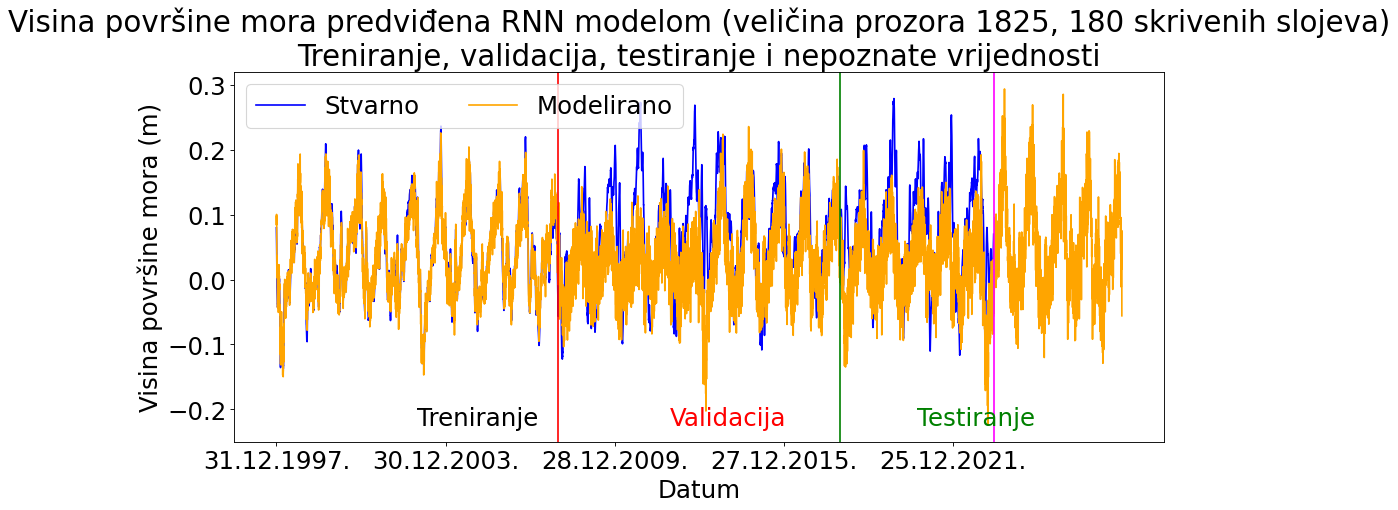 Visina površine mora predviđena RNN modelom (veličina prozora 1825, 180 skrivenih slojeva)
Treniranje, validacija, testiranje i nepoznate vrijednosti
Stvarno
Modelirano
Visina površine mora (m)
0.3
0.2
0.1
0.0
−0.1
−0.2
Treniranje
Validacija
Testiranje
31.12.1997.
30.12.2003.
28.12.2009.
27.12.2015.
25.12.2021.
Datum